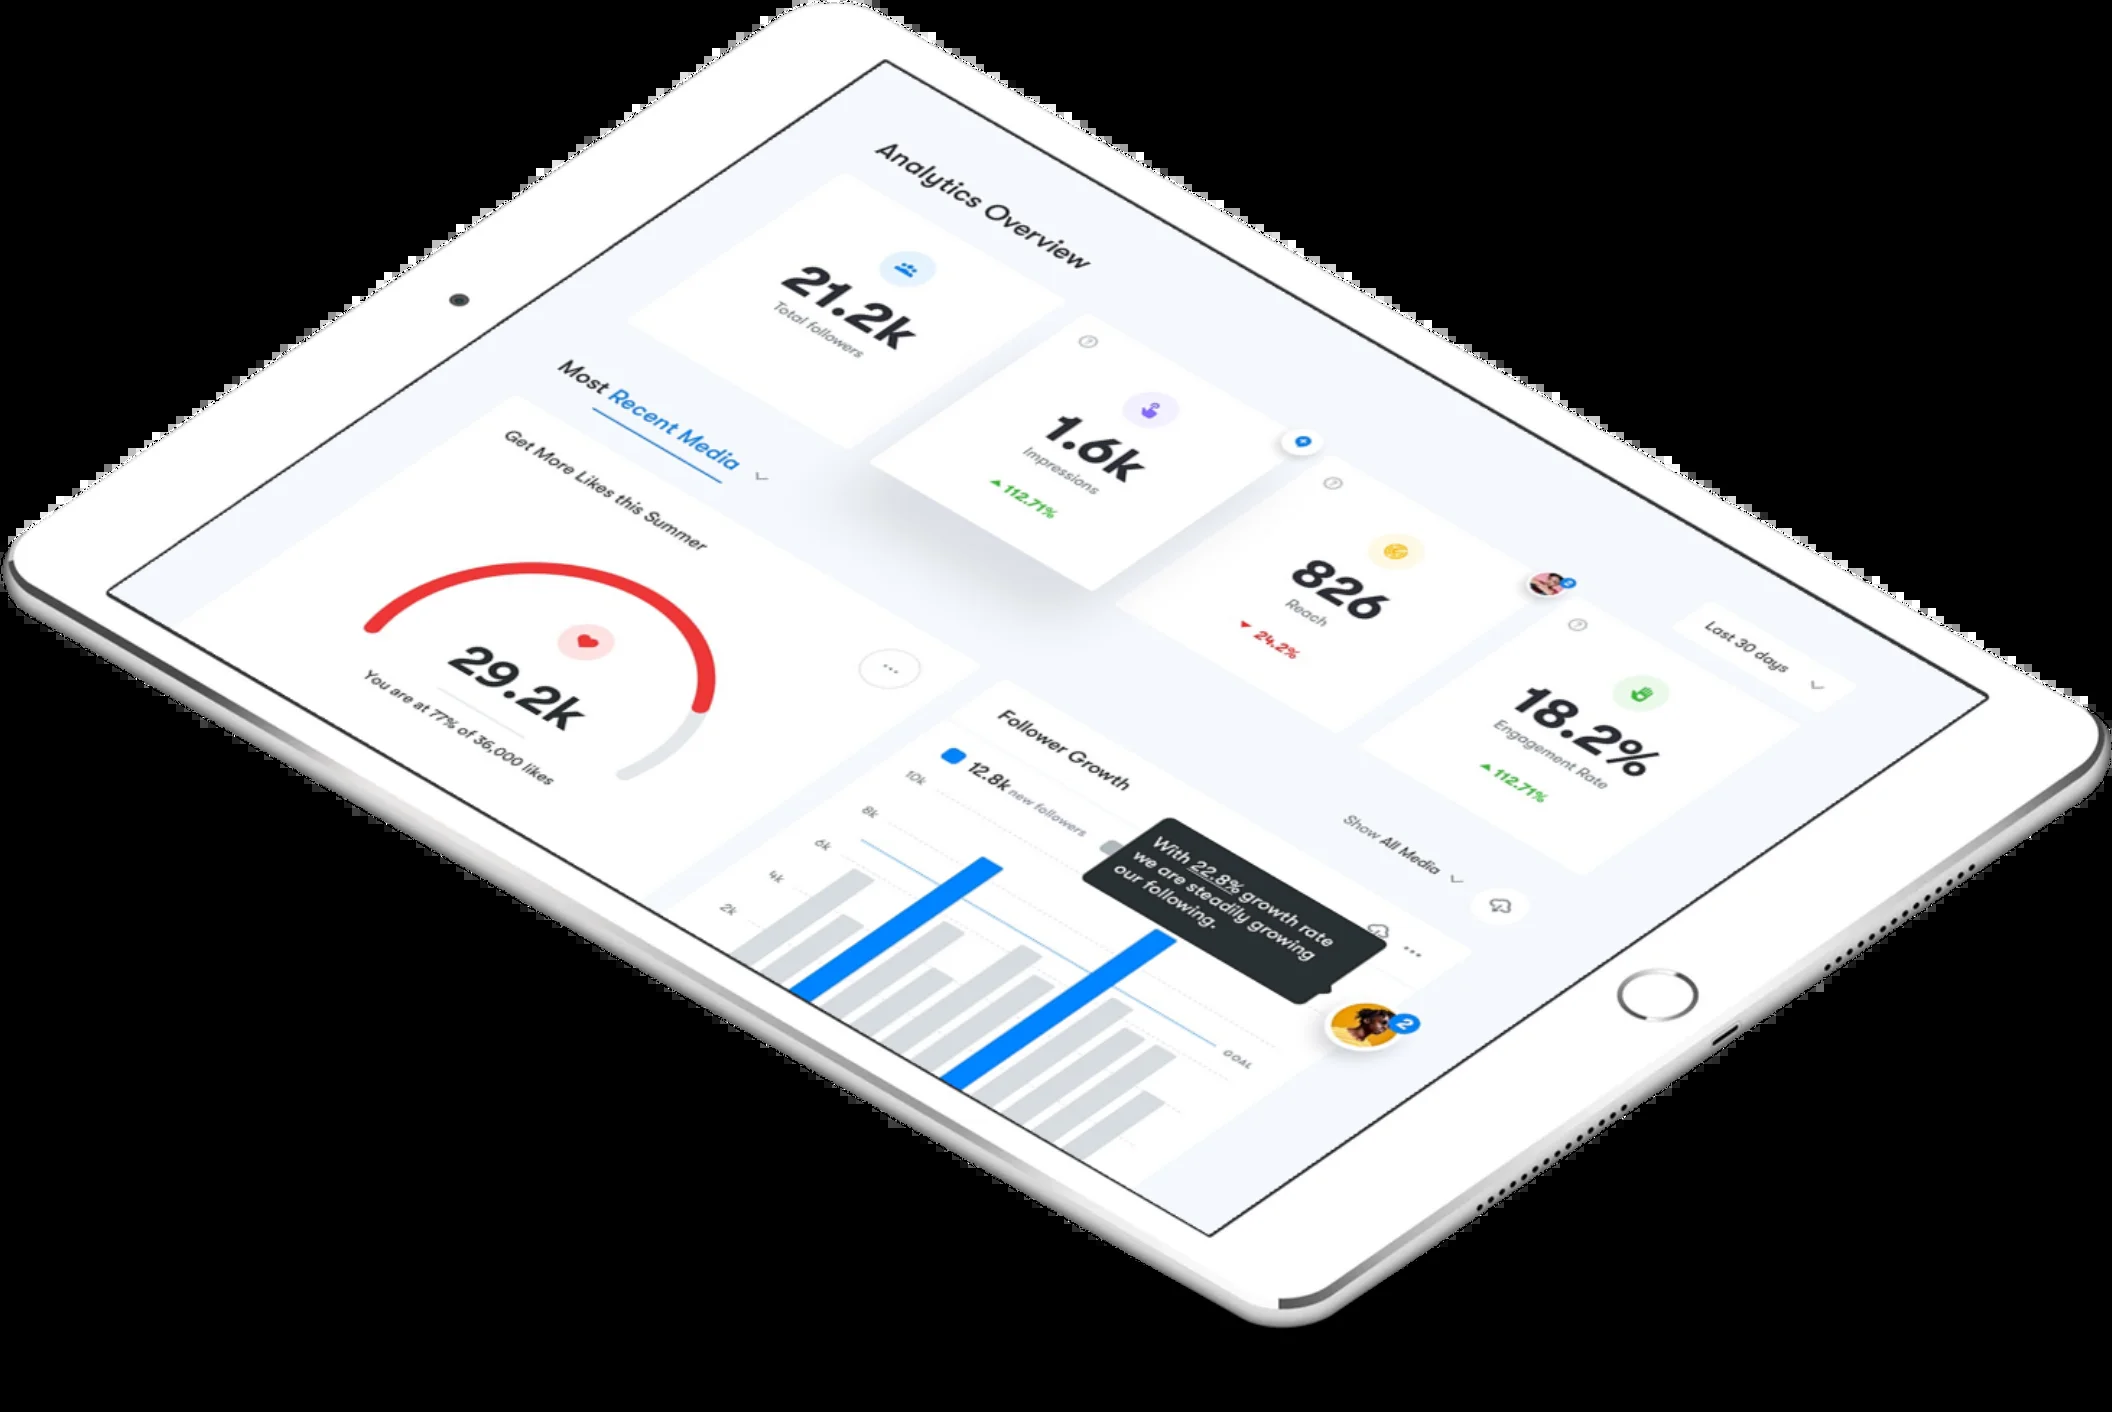 Analytics Overview
Last 30 days
21.2k
Total followers
1.6k
Impressions
112.71%
826
Reach
24.2%
2
18.2%
Engagement Rate
112.71%
Most Recent Media
Show All Media
Get More Likes this Summer
29.2k
You are at 77% of 36,000 likes
Follower Growth
12.8k new followers
10k
8k
6k
4k
2k
GOAL
With 22.8% growth rate
we are steadily growing
our following.
2